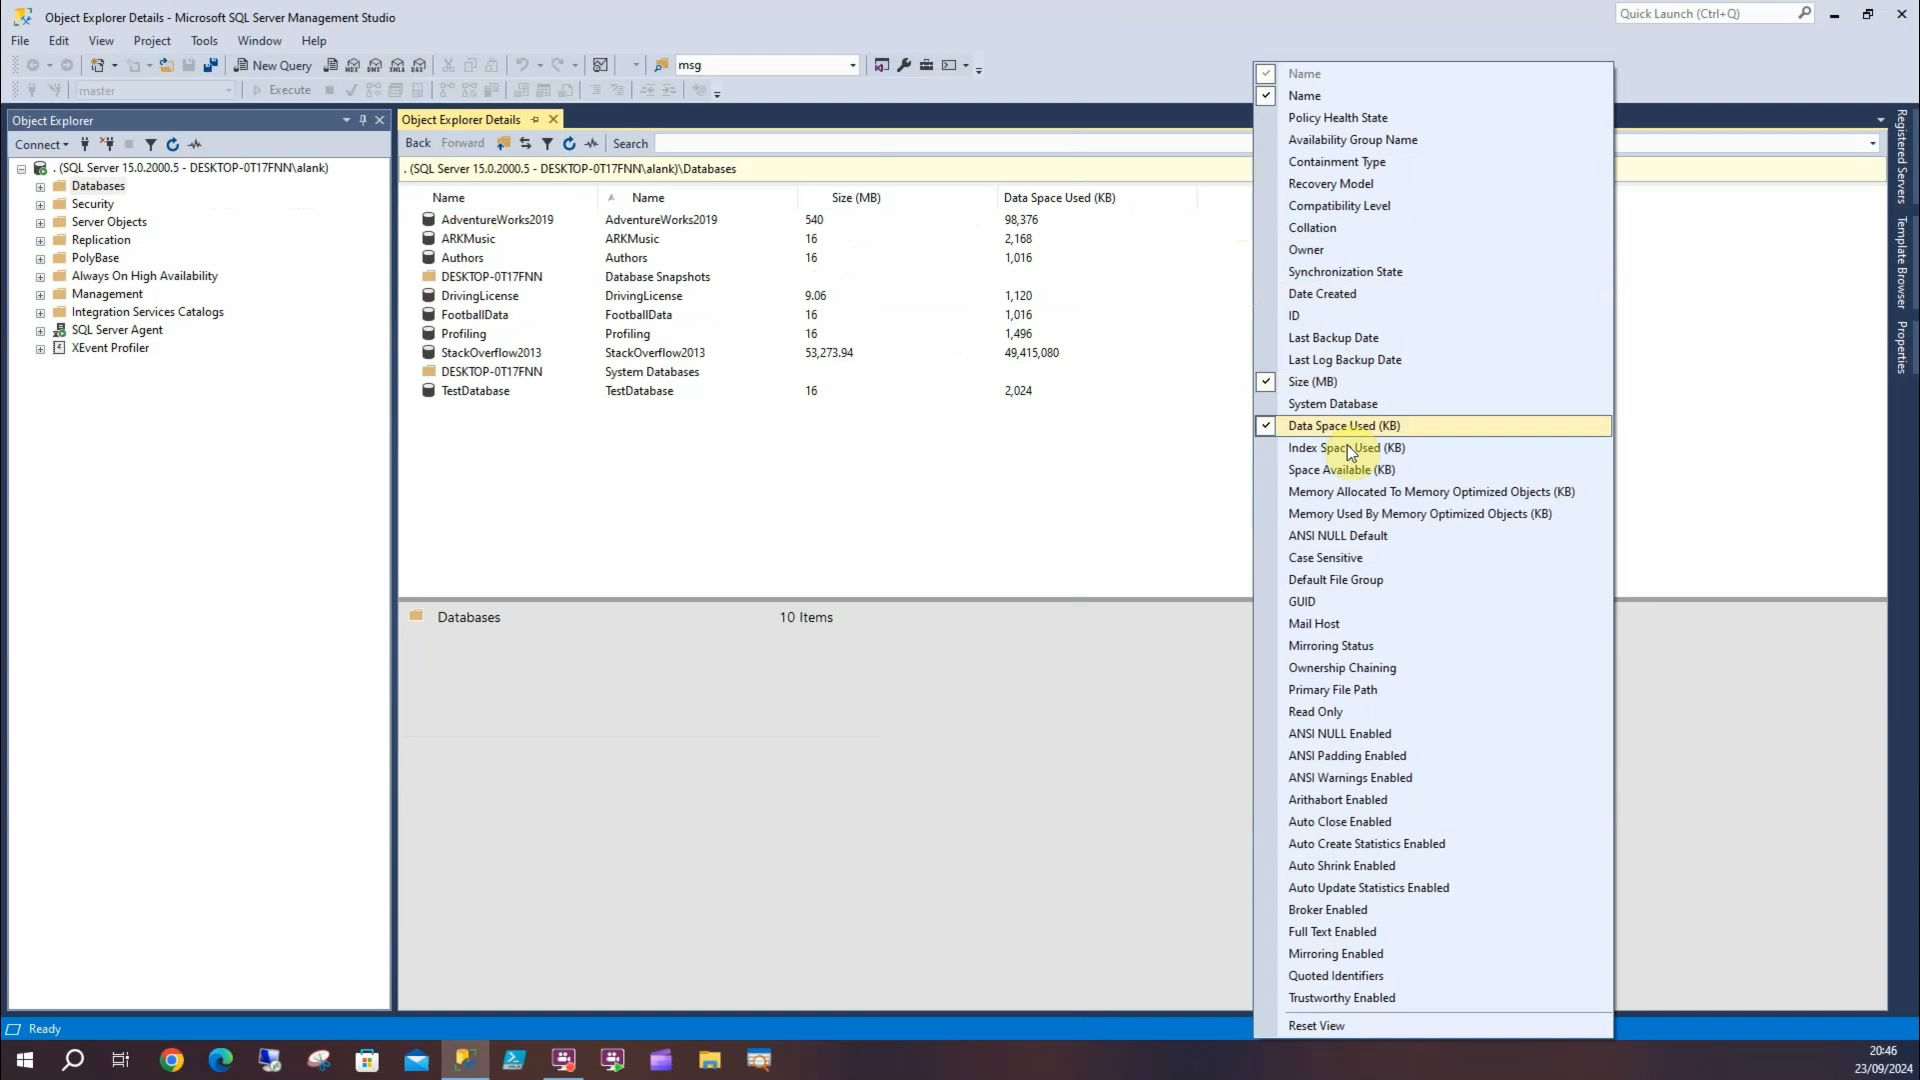 Object Explorer Details - Microsoft SQL Server Management Studio
Quick Launch (Ctrl+Q)
File Edit View Project Tools Window Help
New Query
msg
master
Execute
Object Explorer
Connect
. (SQL Server 15.0.2000.5 - DESKTOP-0T17FNN\alank)
Databases
Security
Server Objects
Replication
PolyBase
Always On High Availability
Management
Integration Services Catalogs
SQL Server Agent
XEvent Profiler
Object Explorer Details
Back Forward Search
. (SQL Server 15.0.2000.5 - DESKTOP-0T17FNN\alank)\Databases
Name Name Size (MB) Data Space Used (KB)
AdventureWorks2019 AdventureWorks2019 540 98,376
ARKMusic ARKMusic 16 2,168
Authors Authors 16 1,016
DESKTOP-0T17FNN Database Snapshots
DrivingLicense DrivingLicense 9.06 1,120
FootballData FootballData 16 1,016
Profiling Profiling 16 1,496
StackOverflow2013 StackOverflow2013 53,273.94 49,415,080
DESKTOP-0T17FNN System Databases
TestDatabase TestDatabase 16 2,024
Databases 10 Items
Name
Name
Policy Health State
Availability Group Name
Containment Type
Recovery Model
Compatibility Level
Collation
Owner
Synchronization State
Date Created
ID
Last Backup Date
Last Log Backup Date
Size (MB)
System Database
Data Space Used (KB)
Index Space Used (KB)
Space Available (KB)
Memory Allocated To Memory Optimized Objects (KB)
Memory Used By Memory Optimized Objects (KB)
ANSI NULL Default
Case Sensitive
Default File Group
GUID
Mail Host
Mirroring Status
Ownership Chaining
Primary File Path
Read Only
ANSI NULL Enabled
ANSI Padding Enabled
ANSI Warnings Enabled
Arithabort Enabled
Auto Close Enabled
Auto Create Statistics Enabled
Auto Shrink Enabled
Auto Update Statistics Enabled
Broker Enabled
Full Text Enabled
Mirroring Enabled
Quoted Identifiers
Trustworthy Enabled
Reset View
Registered Servers
Template Browser
Properties
Ready
20:46
23/09/2024